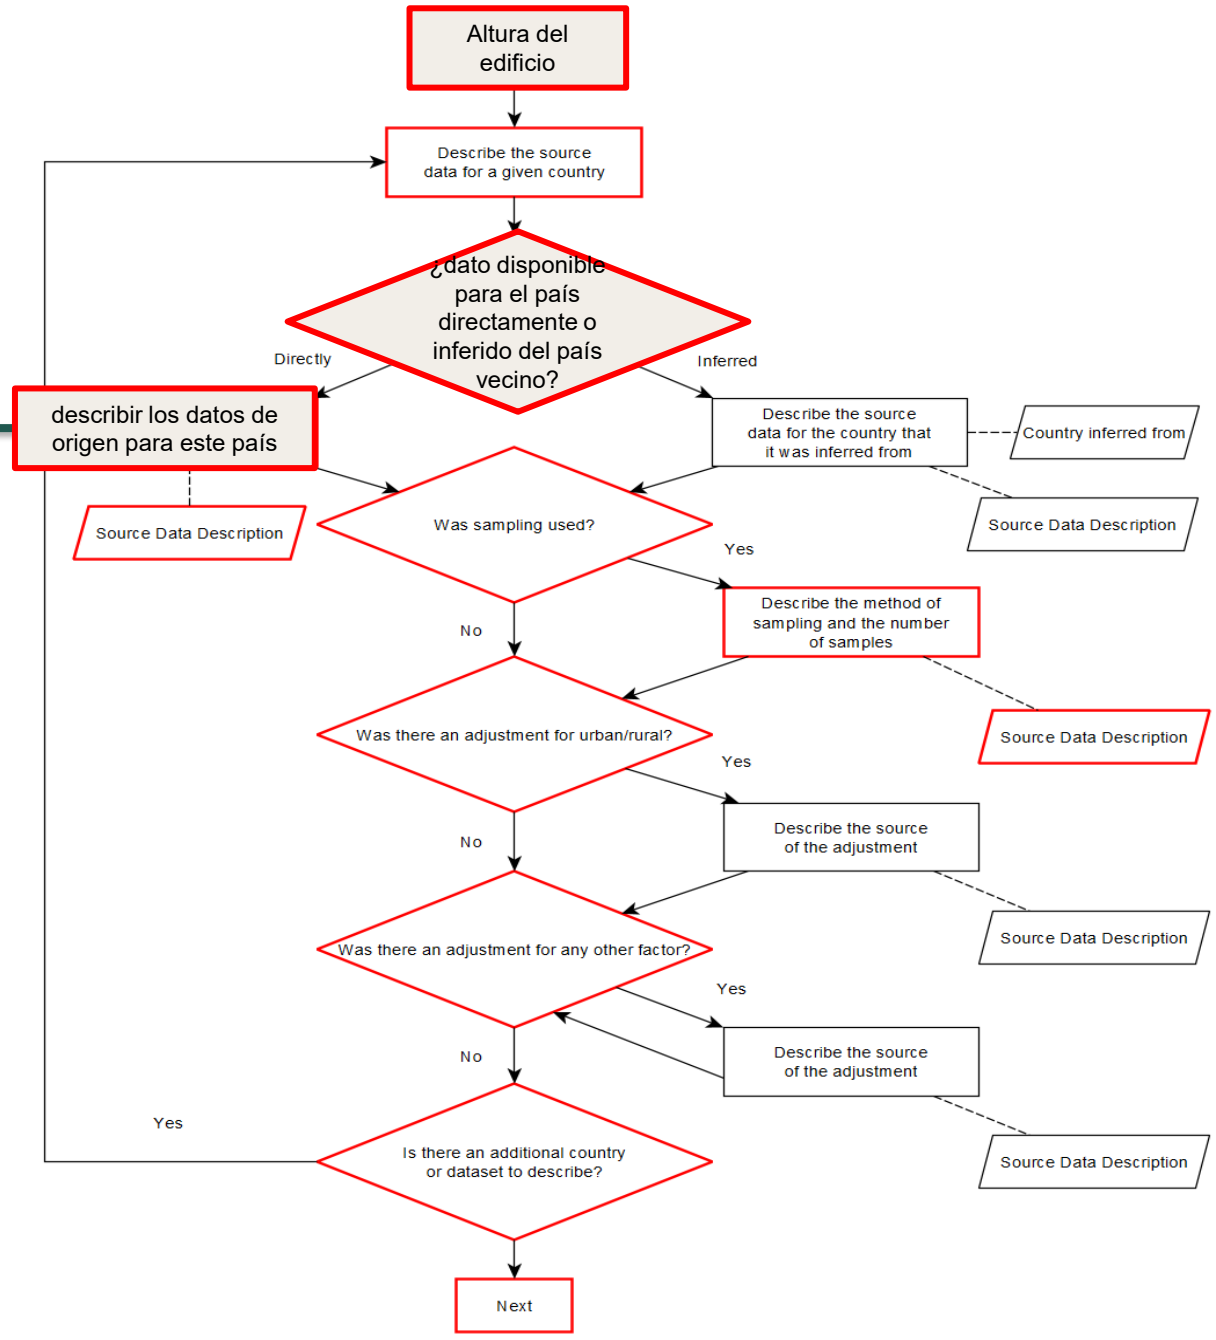 Altura del
edificio
Describe the source
data for a given country
¿dato disponible
para el país
directamente o
inferido del país
vecino?
Directly
Inferred
describir los datos de
origen para este país
Describe the source
data for the country that
it was inferred from
Country inferred from
Source Data Description
Source Data Description
Was sampling used?
Yes
No
Describe the method of
sampling and the number
of samples
Source Data Description
Was there an adjustment for urban/rural?
Yes
No
Describe the source
of the adjustment
Source Data Description
Was there an adjustment for any other factor?
Yes
No
Describe the source
of the adjustment
Source Data Description
Yes
Is there an additional country
or dataset to describe?
Next